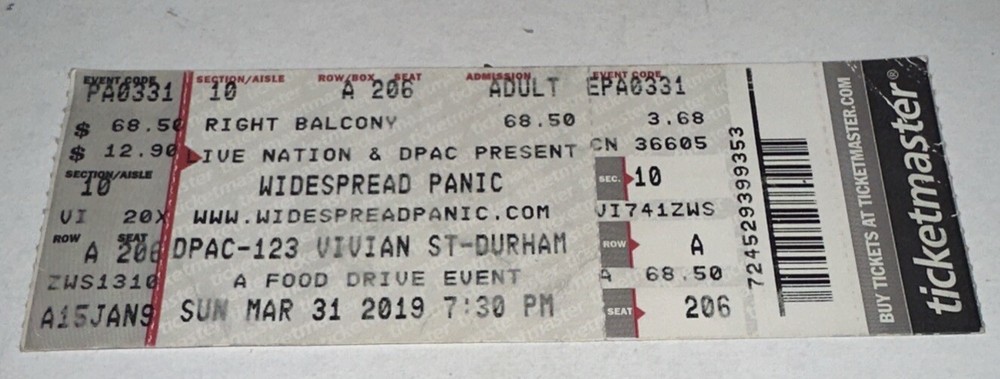 EVENT CODE
PA0331
$ 68.50
$ 12.90
SECTION/AISLE
10
VI 20X
ROW SEAT
A 206
ZWS1310
A15JAN9
SECTION/AISLE ROW/BOX SEAT ADMISSION EVENT CODE
10 A 206 ADULT EPA0331
RIGHT BALCONY 68.50 3.68
LIVE NATION & DPAC PRESENT CN 36605
WIDESPREAD PANIC
WWW.WIDESPREADPANIC.COM
DPAC-123 VIVIAN ST-DURHAM
A FOOD DRIVE EVENT
SUN MAR 31 2019 7:30 PM
SEC. 10
VI741ZWS
ROW A
A 68.50
SEAT 206
724529399353
BUY TICKETS AT TICKETMASTER.COM
ticketmaster®